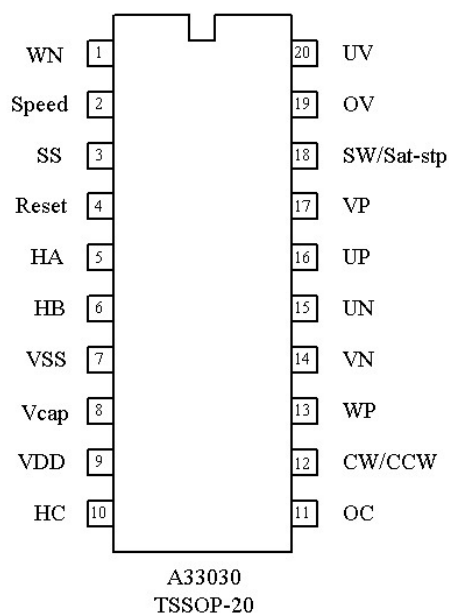 WN 1 20 UV
Speed 2 19 OV
SS 3 18 SW/Sat-stp
Reset 4 17 VP
HA 5 16 UP
HB 6 15 UN
VSS 7 14 VN
Vcap 8 13 WP
VDD 9 12 CW/CCW
HC 10 11 OC
A33030
TSSOP-20